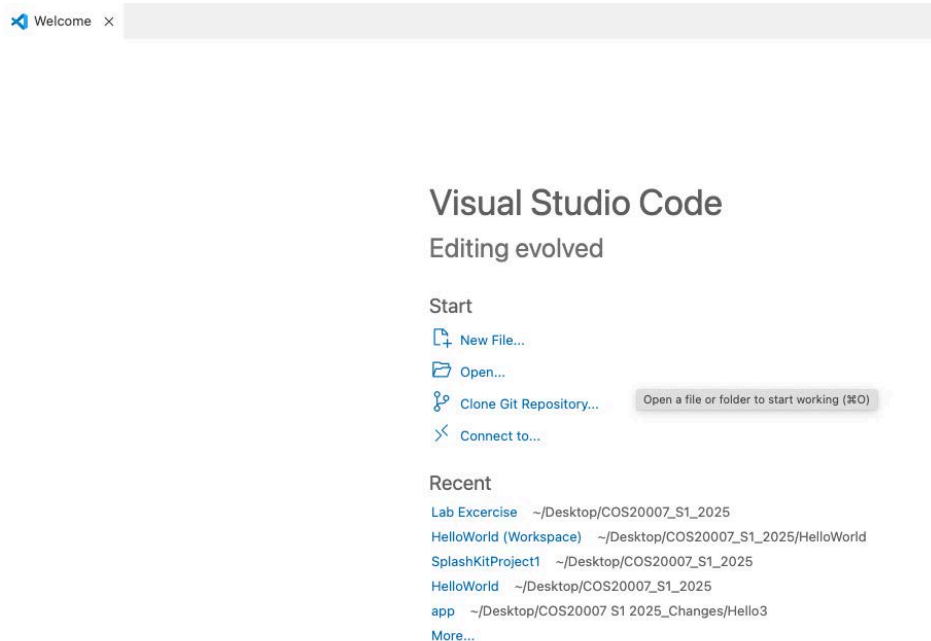 Welcome
Visual Studio Code
Editing evolved
Start
New File...
Open...
Clone Git Repository...
Open a file or folder to start working (⌘O)
Connect to...
Recent
Lab Excercise ~/Desktop/COS20007_S1_2025
HelloWorld (Workspace) ~/Desktop/COS20007_S1_2025/HelloWorld
SplashKitProject1 ~/Desktop/COS20007_S1_2025
HelloWorld ~/Desktop/COS20007_S1_2025
app ~/Desktop/COS20007 S1 2025_Changes/Hello3
More...